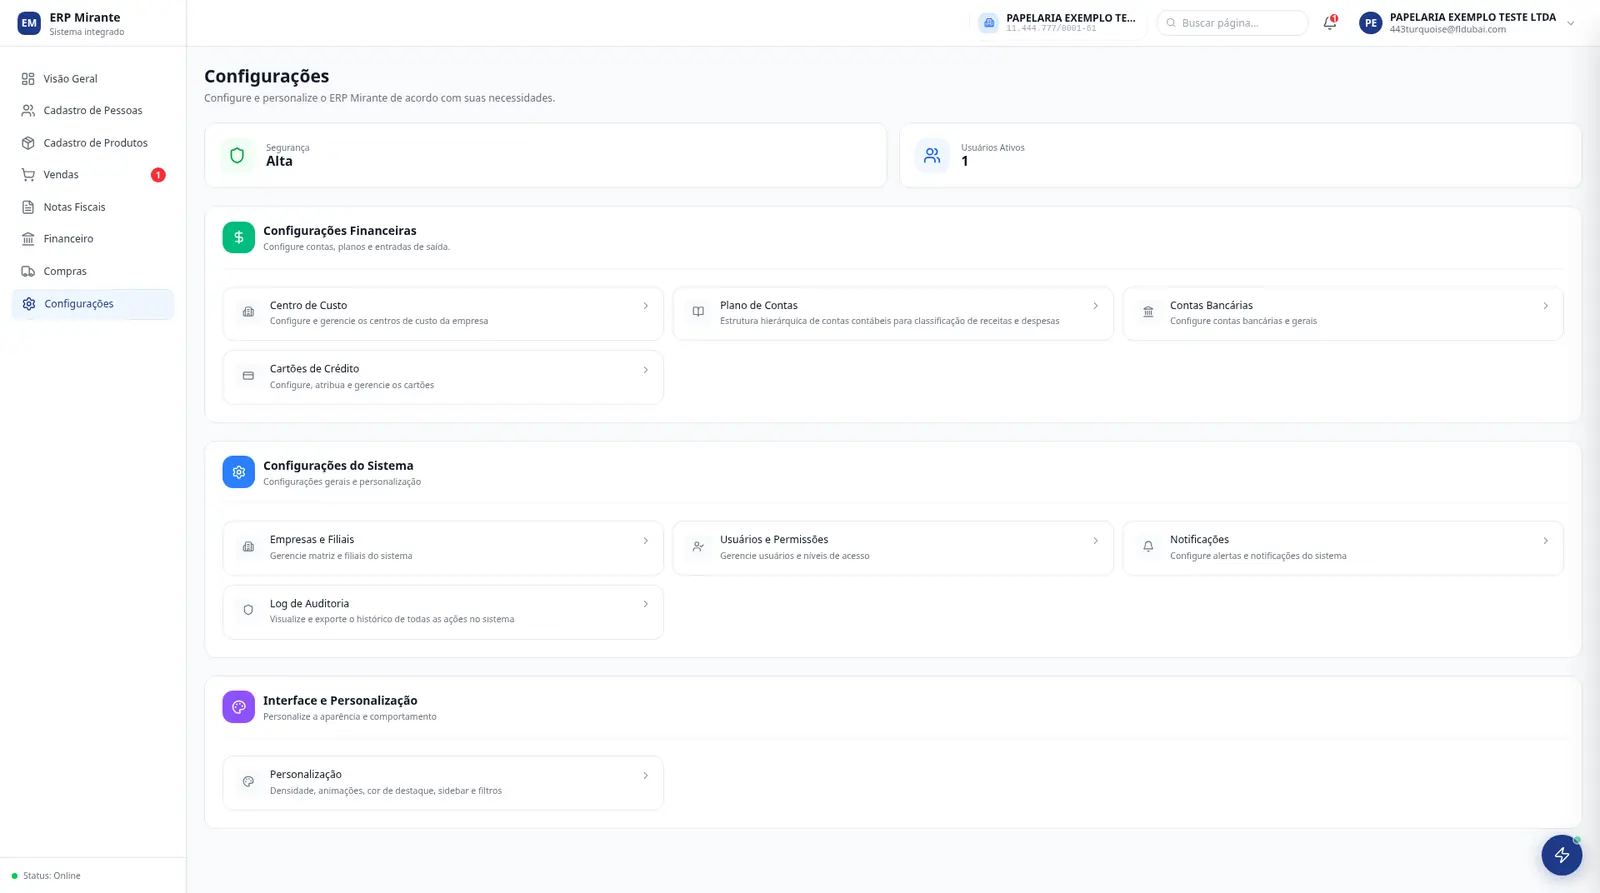 EM
ERP Mirante
Sistema integrado
PAPELARIA EXEMPLO TE...
11.444.777/0001-61
Buscar página...
1
PE
PAPELARIA EXEMPLO TESTE LTDA
443turquoise@fldubai.com
Visão Geral
Cadastro de Pessoas
Cadastro de Produtos
Vendas
1
Notas Fiscais
Financeiro
Compras
Configurações
Status: Online
Configurações
Configure e personalize o ERP Mirante de acordo com suas necessidades.
Segurança
Alta
Usuários Ativos
1
Configurações Financeiras
Configure contas, planos e entradas de saída.
Centro de Custo
Configure e gerencie os centros de custo da empresa
Plano de Contas
Estrutura hierárquica de contas contábeis para classificação de receitas e despesas
Contas Bancárias
Configure contas bancárias e gerais
Cartões de Crédito
Configure, atribua e gerencie os cartões
Configurações do Sistema
Configurações gerais e personalização
Empresas e Filiais
Gerencie matriz e filiais do sistema
Usuários e Permissões
Gerencie usuários e níveis de acesso
Notificações
Configure alertas e notificações do sistema
Log de Auditoria
Visualize e exporte o histórico de todas as ações no sistema
Interface e Personalização
Personalize a aparência e comportamento
Personalização
Densidade, animações, cor de destaque, sidebar e filtros